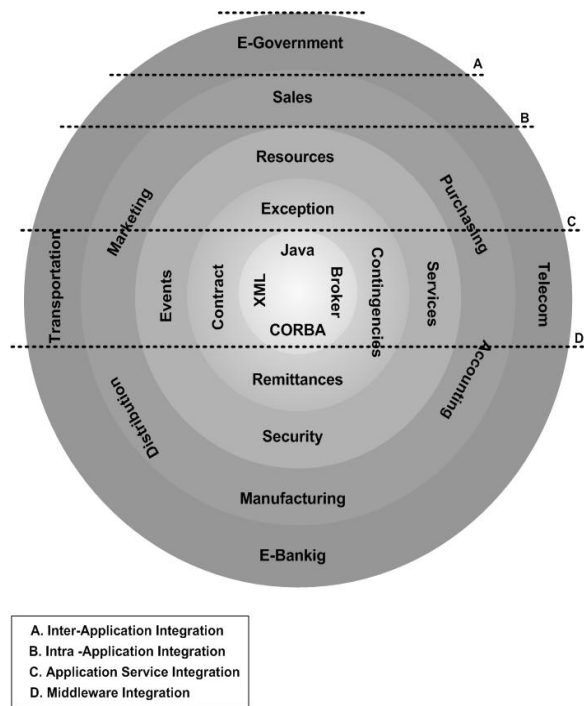 E-Government
A
Sales
B
Resources
Marketing
Purchasing
Exception
C
Java
Transportation
Events
Contract
XML
Broker
Contingencies
Services
Telecom
CORBA
D
Remittances
Accounting
Distribution
Security
Manufacturing
E-Bankig
A. Inter-Application Integration
B. Intra -Application Integration
C. Application Service Integration
D. Middleware Integration